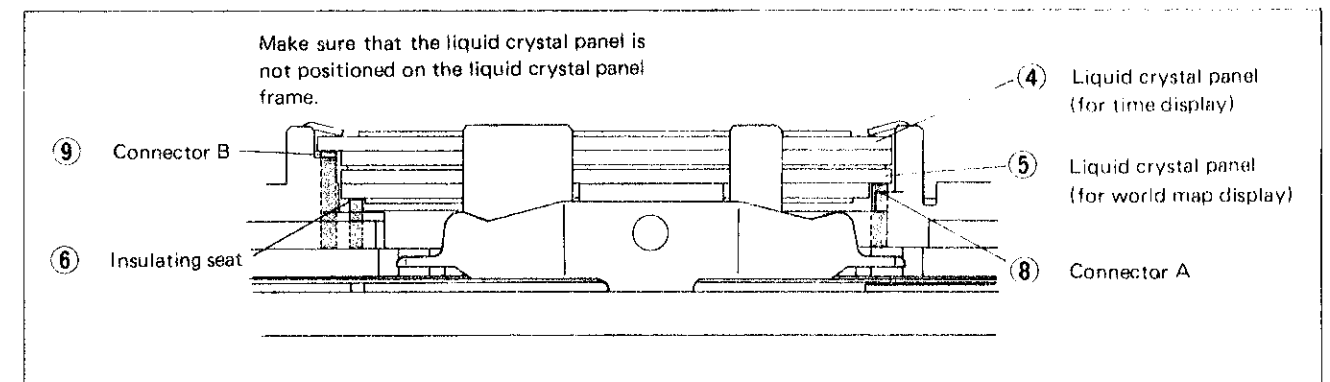 Make sure that the liquid crystal panel is
not positioned on the liquid crystal panel
frame.
④ Liquid crystal panel
(for time display)
⑨ Connector B
⑤ Liquid crystal panel
(for world map display)
⑥ Insulating seat
⑧ Connector A